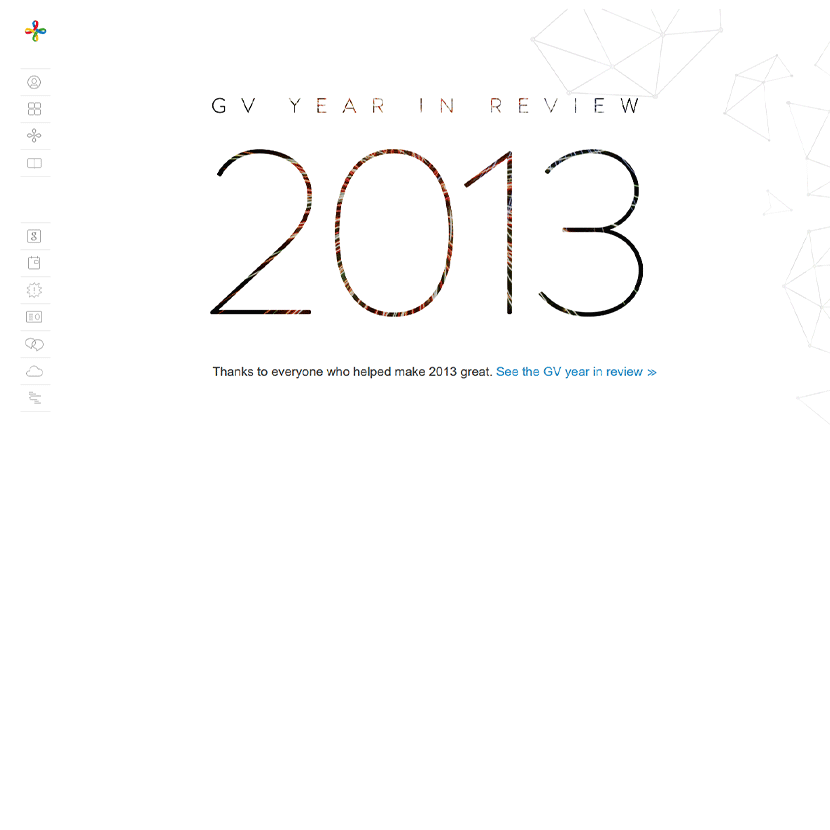 GV YEAR IN REVIEW
2013
Thanks to everyone who helped make 2013 great. See the GV year in review ≫